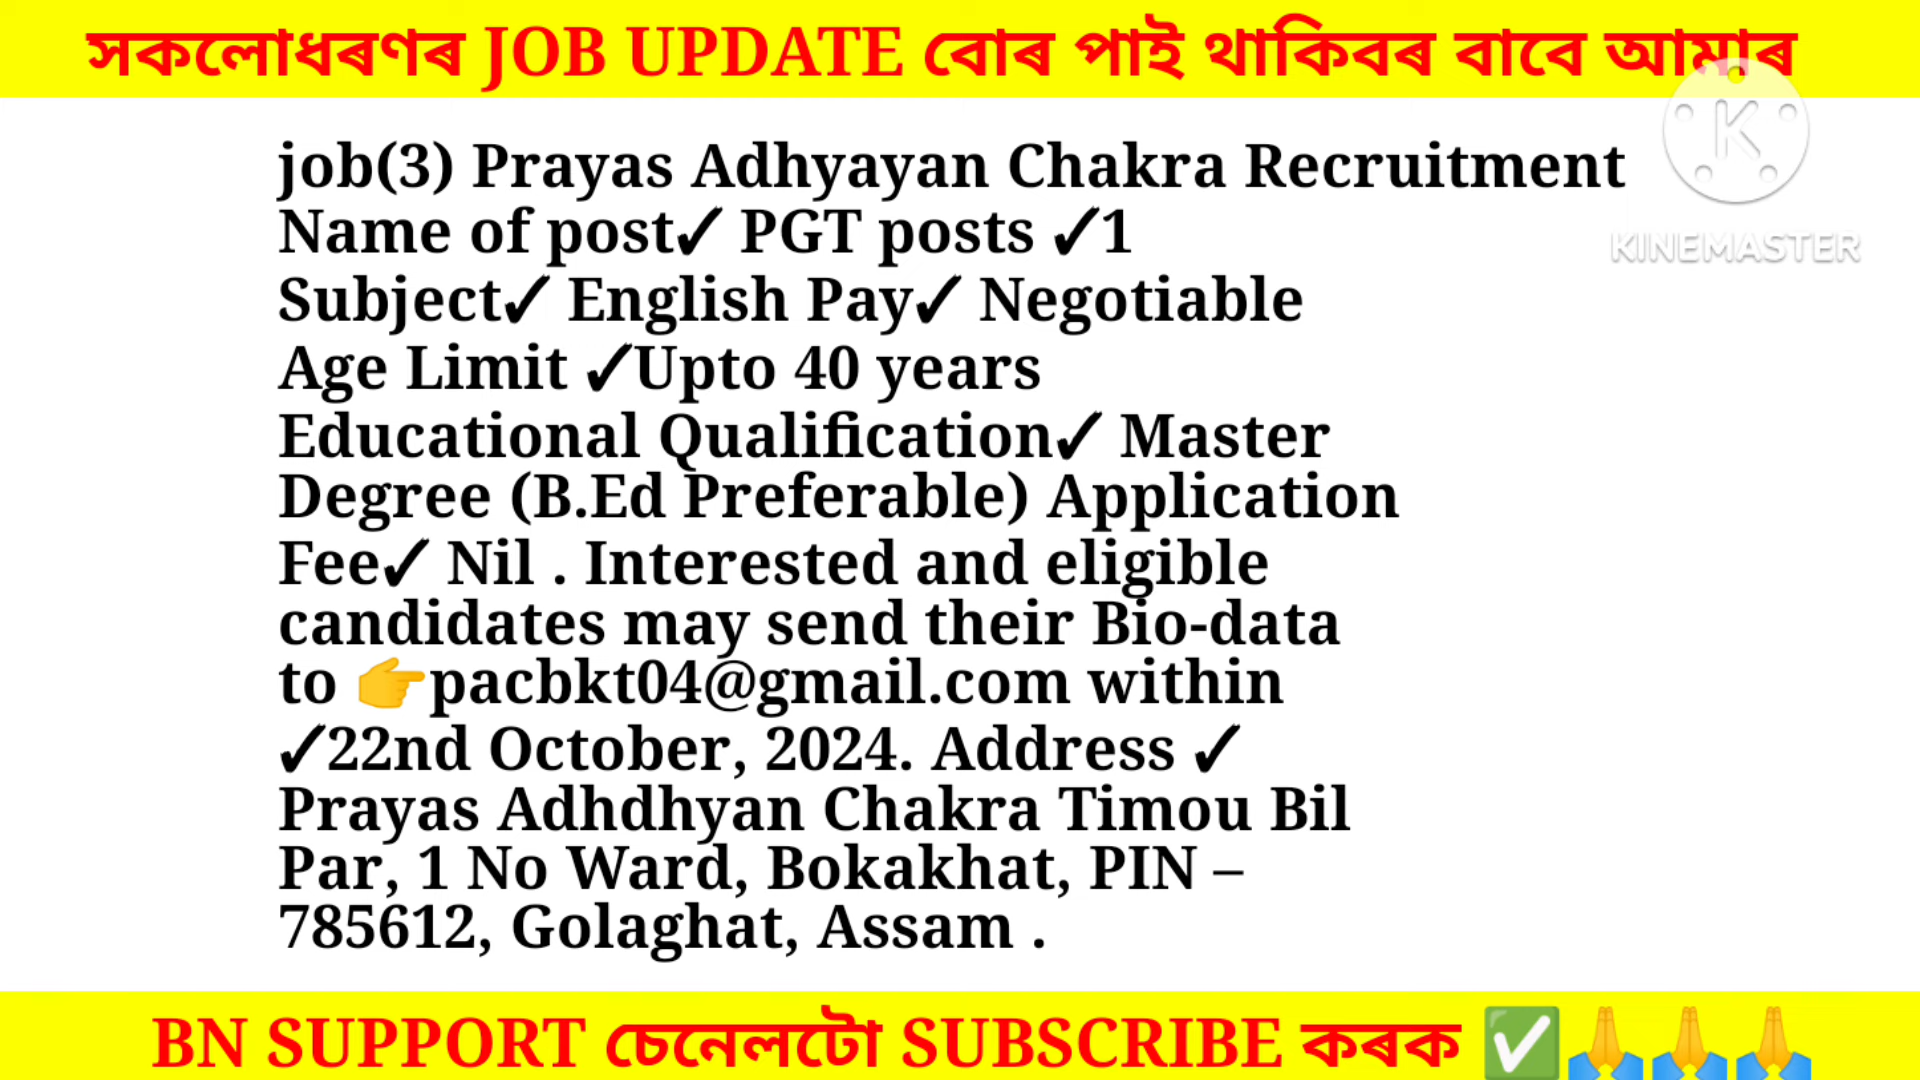 সকলোধৰণৰ JOB UPDATE বোৰ পাই থাকিবৰ বাবে আমাৰ
job(3) Prayas Adhyayan Chakra Recruitment
Name of post✓ PGT posts ✓1
Subject✓ English Pay✓ Negotiable
Age Limit ✓Upto 40 years
Educational Qualification✓ Master
Degree (B.Ed Preferable) Application
Fee✓ Nil . Interested and eligible
candidates may send their Bio-data
to 👉pacbkt04@gmail.com within
✓22nd October, 2024. Address ✓
Prayas Adhdhyan Chakra Timou Bil
Par, 1 No Ward, Bokakhat, PIN –
785612, Golaghat, Assam .
BN SUPPORT চেনেলটো SUBSCRIBE কৰক ✅🙏🙏🙏
K
KINEMASTER